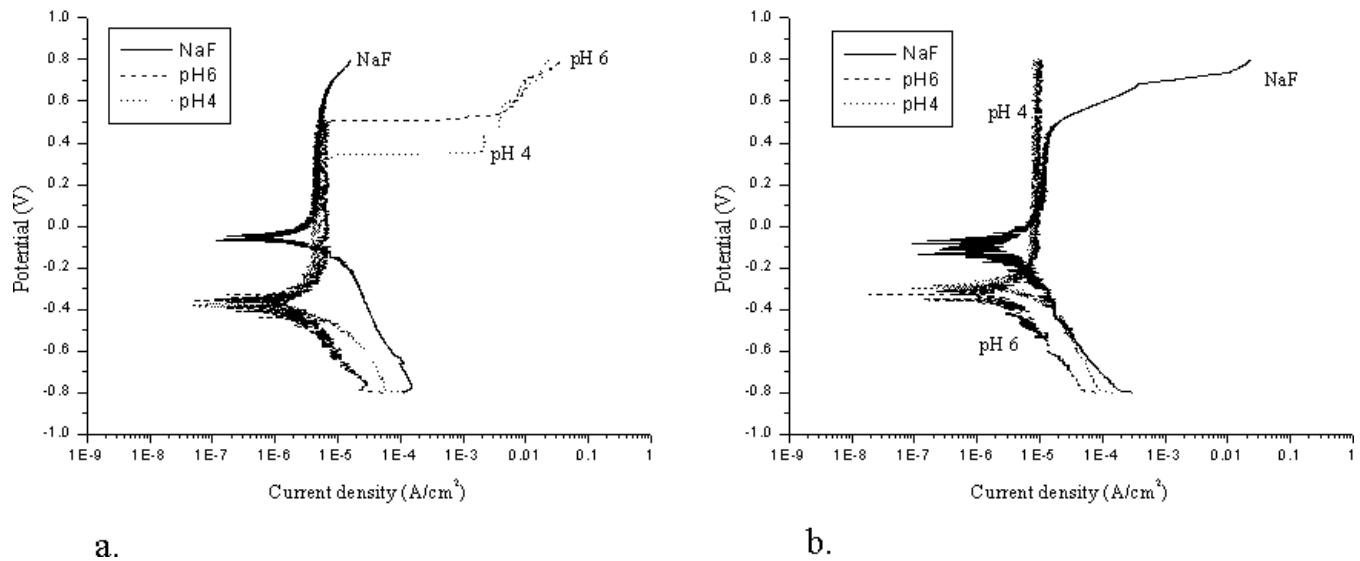 1.0
0.8
0.6
0.4
0.2
0.0
-0.2
-0.4
-0.6
-0.8
-1.0
Potential (V)
NaF
pH6
pH4
NaF
pH 6
pH 4
1E-9 1E-8 1E-7 1E-6 1E-5 1E-4 1E-3 0.01 0.1 1
Current density (A/cm²)
a.
1.0
0.8
0.6
0.4
0.2
0.0
-0.2
-0.4
-0.6
-0.8
-1.0
Potential (V)
NaF
pH6
pH4
NaF
pH 4
pH 6
1E-9 1E-8 1E-7 1E-6 1E-5 1E-4 1E-3 0.01 0.1 1
Current density (A/cm²)
b.